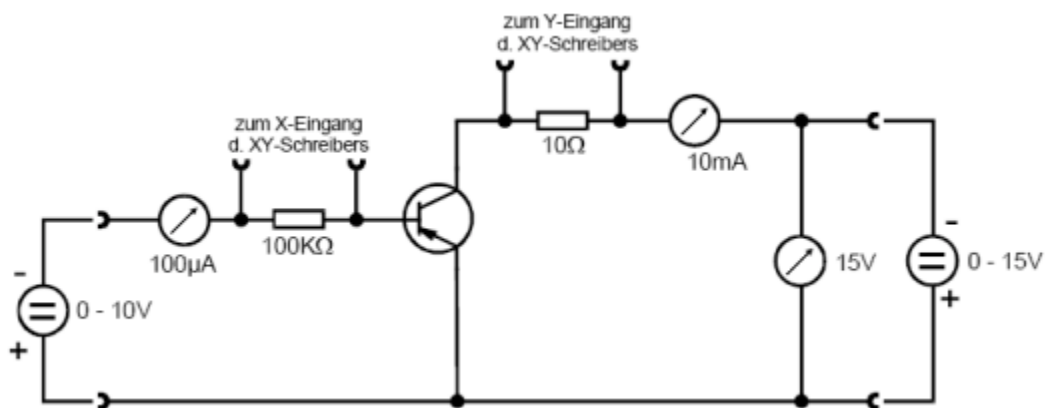 zum Y-Eingang
d. XY-Schreibers
zum X-Eingang
d. XY-Schreibers
10Ω
10mA
100KΩ
100µA
-
0 - 10V
+
15V
-
0 - 15V
+